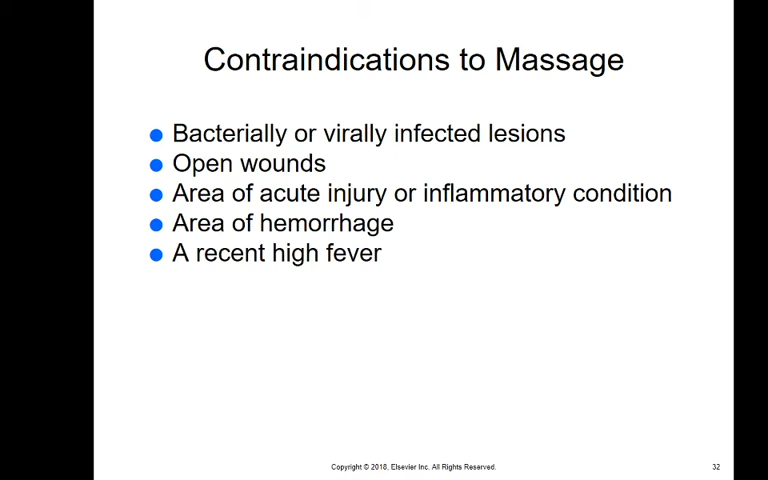 Contraindications to Massage
Bacterially or virally infected lesions
Open wounds
Area of acute injury or inflammatory condition
Area of hemorrhage
A recent high fever
Copyright © 2018, Elsevier Inc. All Rights Reserved.
32